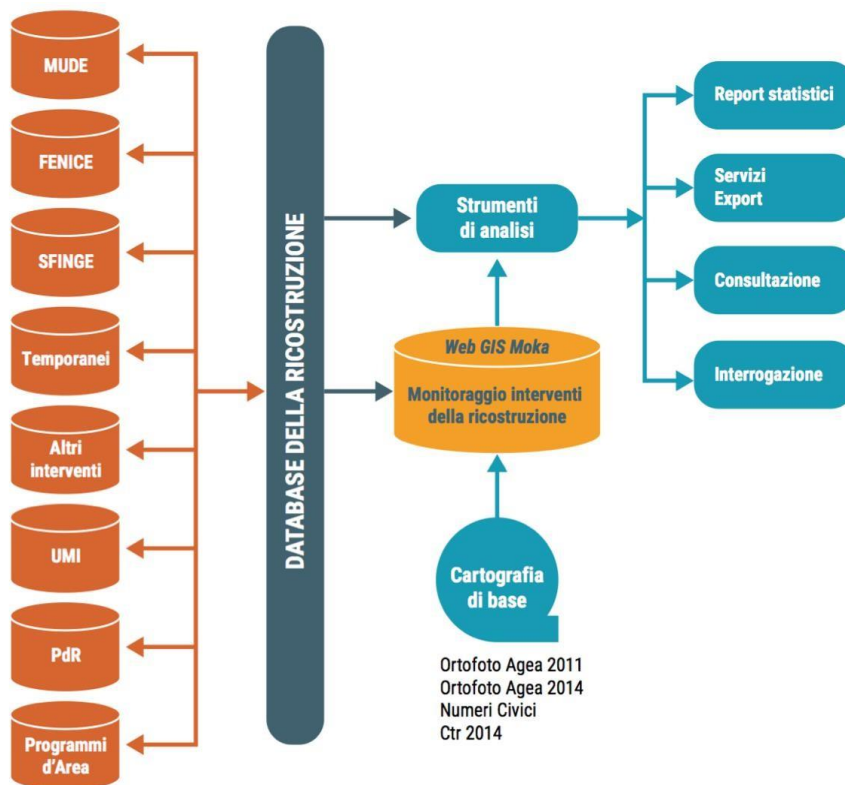 MUDE
FENICE
SFINGE
Temporanei
Altri
interventi
UMI
PdR
Programmi
d'Area
DATABASE DELLA RICOSTRUZIONE
Strumenti
di analisi
Web GIS Moka
Monitoraggio interventi
della ricostruzione
Cartografia
di base
Ortofoto Agea 2011
Ortofoto Agea 2014
Numeri Civici
Ctr 2014
Report statistici
Servizi
Export
Consultazione
Interrogazione